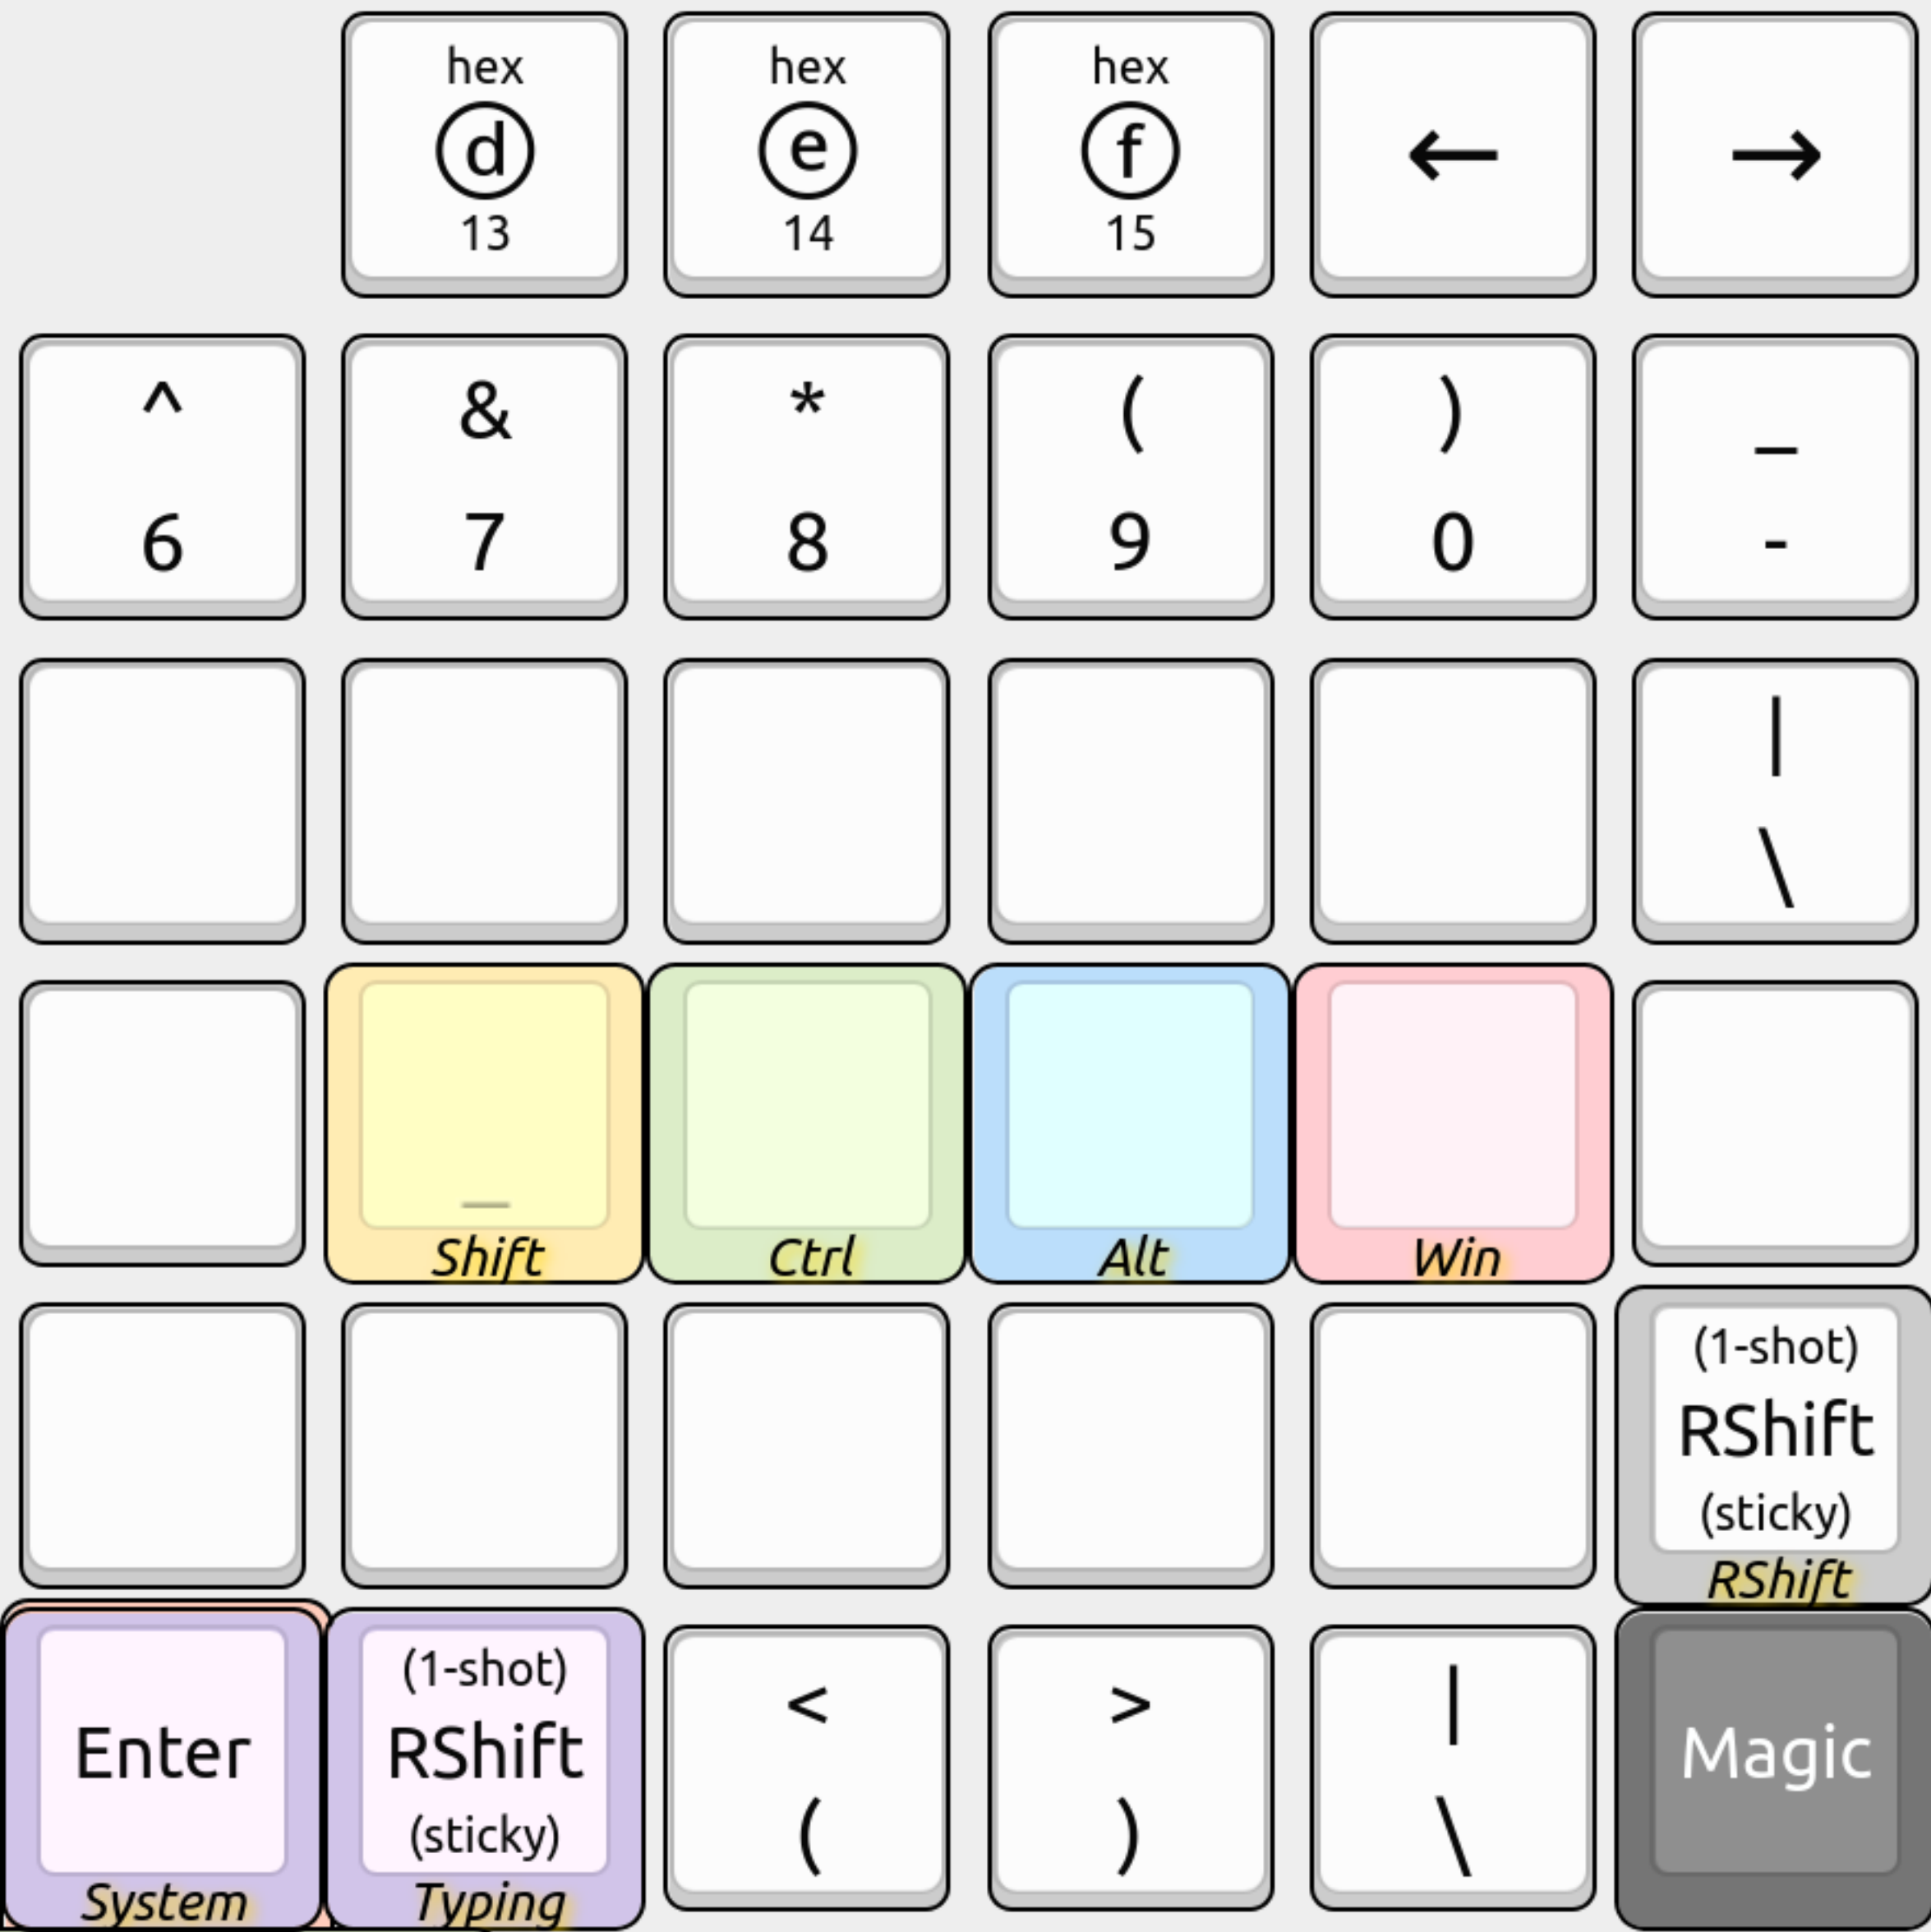 hex hex hex
ⓓ ⓔ ⓕ ← →
13 14 15
^ & * ( ) _
6 7 8 9 0 -
|
\
_
Shift Ctrl Alt Win
(1-shot)
RShift
(sticky)
RShift
(1-shot) < > |
Enter RShift Magic
(sticky) ( ) \
System Typing